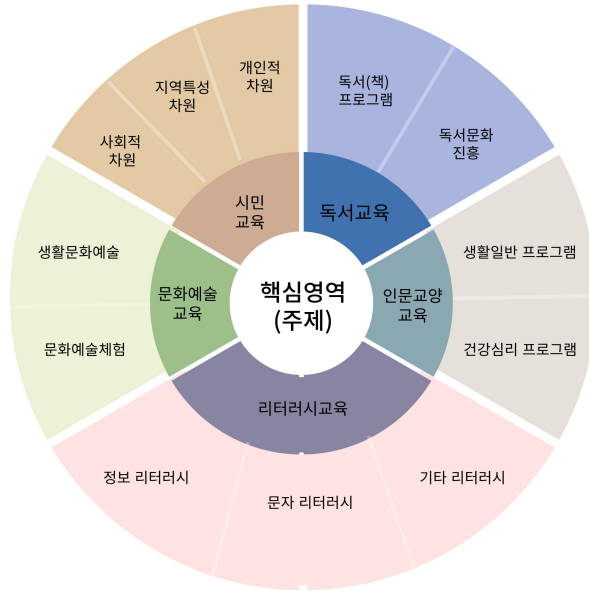 개인적
차원
지역특성
차원
사회적
차원
독서(책)
프로그램
독서문화
진흥
시민
교육
독서교육
생활문화예술
문화예술체험
문화예술
교육
핵심영역
(주제)
인문교양
교육
생활일반 프로그램
건강심리 프로그램
리터러시교육
정보 리터러시
문자 리터러시
기타 리터러시